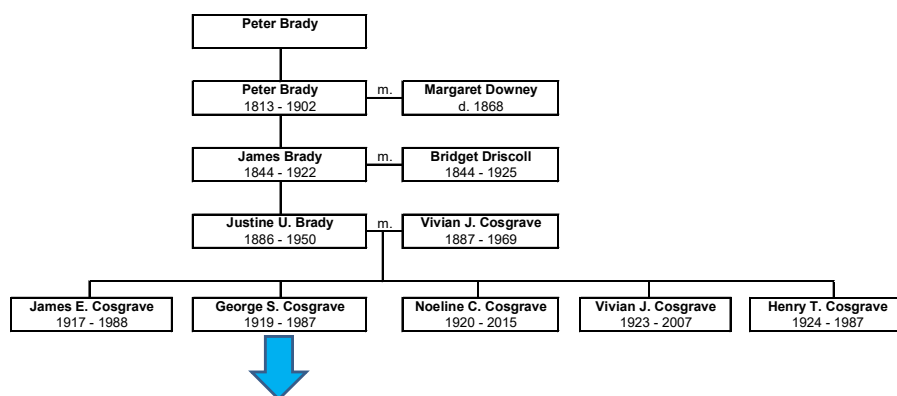 Peter Brady
Peter Brady m. Margaret Downey
1813 - 1902 d. 1868
James Brady m. Bridget Driscoll
1844 - 1922 1844 - 1925
Justine U. Brady m. Vivian J. Cosgrave
1886 - 1950 1887 - 1969
James E. Cosgrave George S. Cosgrave Noeline C. Cosgrave Vivian J. Cosgrave Henry T. Cosgrave
1917 - 1988 1919 - 1987 1920 - 2015 1923 - 2007 1924 - 1987